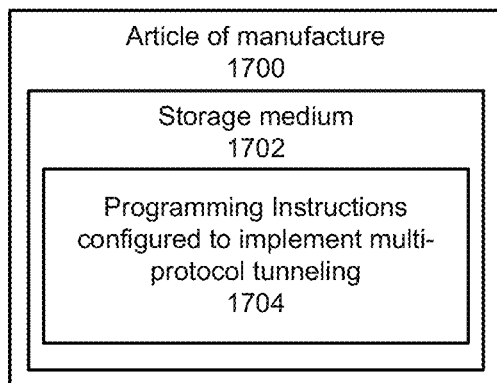 Article of manufacture
1700
Storage medium
1702
Programming Instructions
configured to implement multi-
protocol tunneling
1704